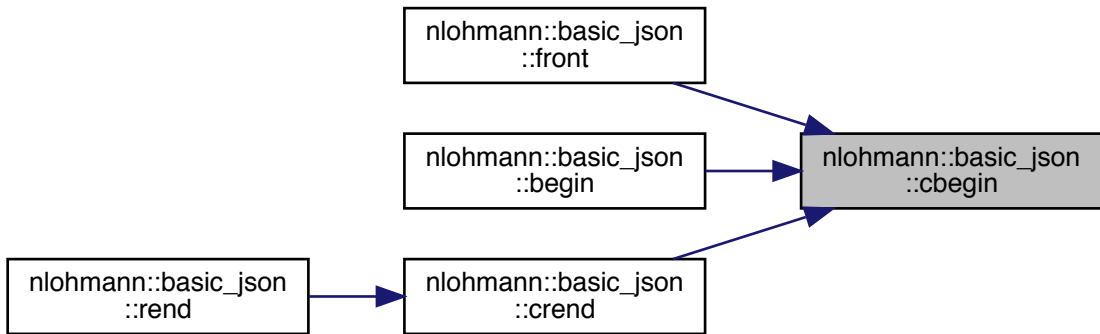 nlohmann::basic_json
::front
nlohmann::basic_json
::begin
nlohmann::basic_json
::cbegin
nlohmann::basic_json
::rend
nlohmann::basic_json
::crend